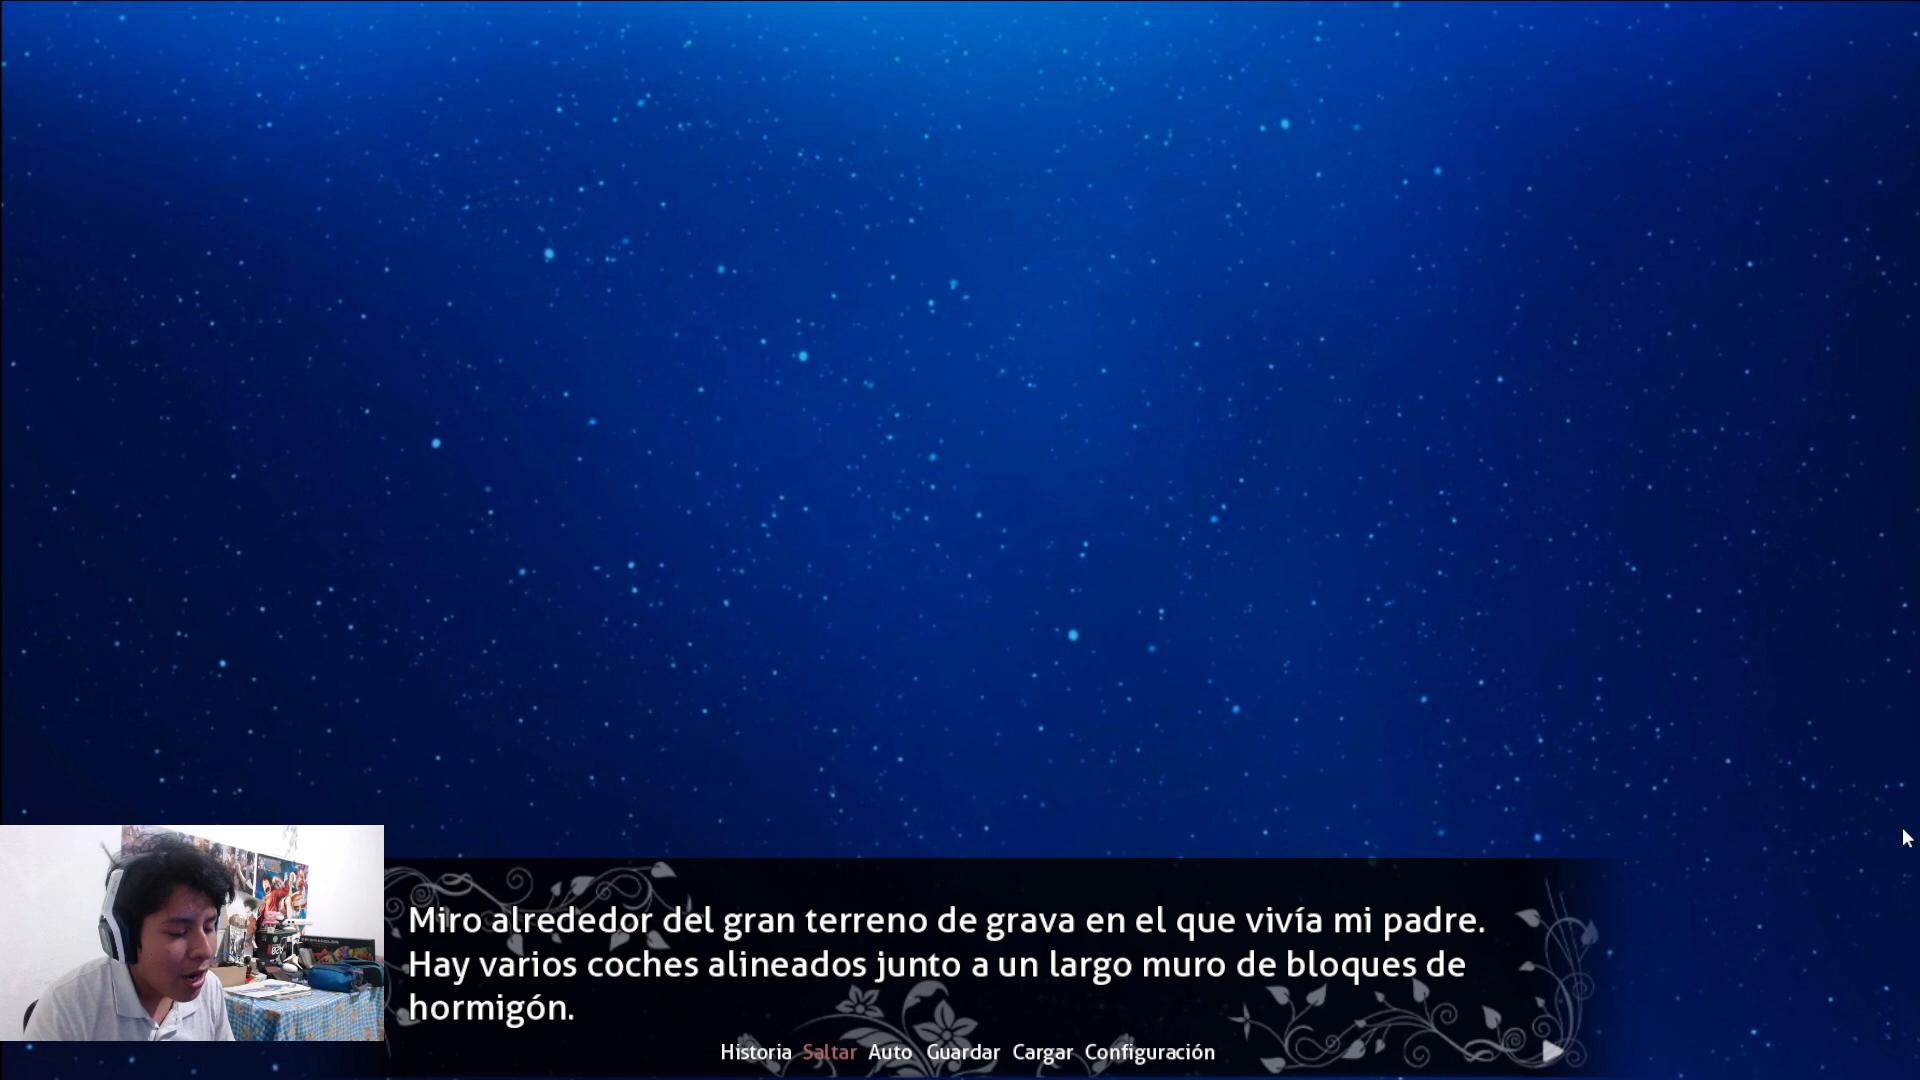 Miro alrededor del gran terreno de grava en el que vivía mi padre.
Hay varios coches alineados junto a un largo muro de bloques de
hormigón.
Historia Saltar Auto Guardar Cargar Configuración